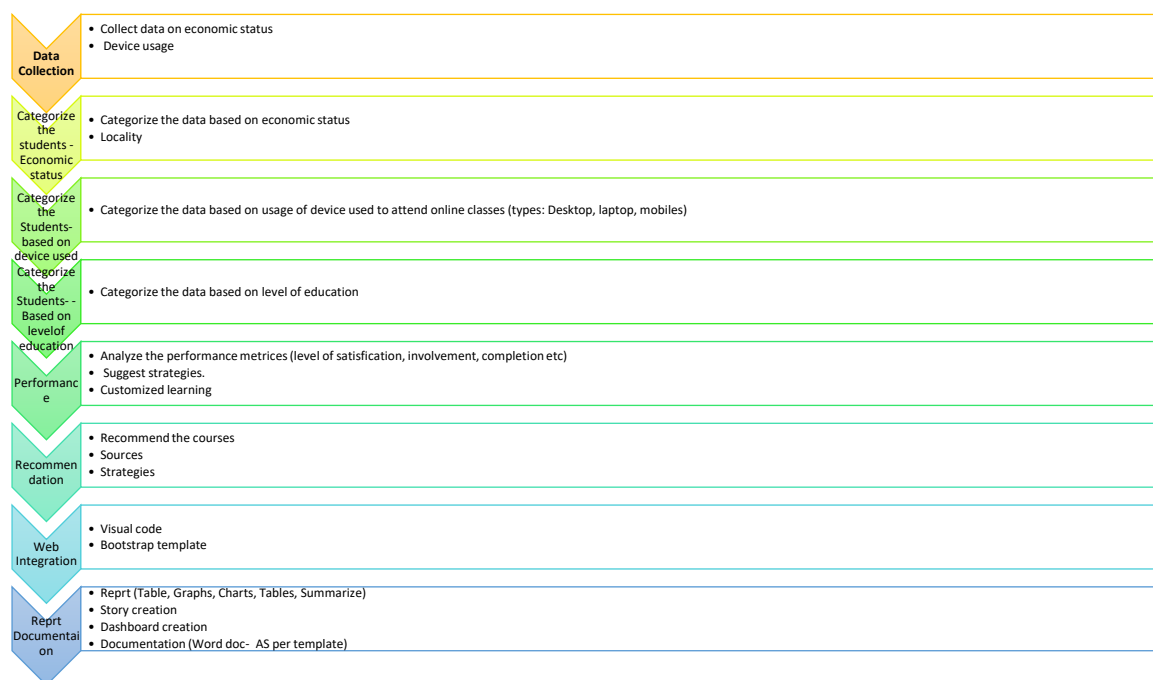 Data
Collection
• Collect data on economic status
• Device usage
Categorize
the
students -
Economic
status
• Categorize the data based on economic status
• Locality
Categorize
the
Students-
based on
device used
• Categorize the data based on usage of device used to attend online classes (types: Desktop, laptop, mobiles)
Categorize
the
Students- -
Based on
levelof
education
• Categorize the data based on level of education
Performanc
e
• Analyze the performance metrices (level of satisfication, involvement, completion etc)
• Suggest strategies.
• Customized learning
Recommen
dation
• Recommend the courses
• Sources
• Strategies
Web
Integration
• Visual code
• Bootstrap template
Reprt
Documentai
on
• Reprt (Table, Graphs, Charts, Tables, Summarize)
• Story creation
• Dashboard creation
• Documentation (Word doc- AS per template)